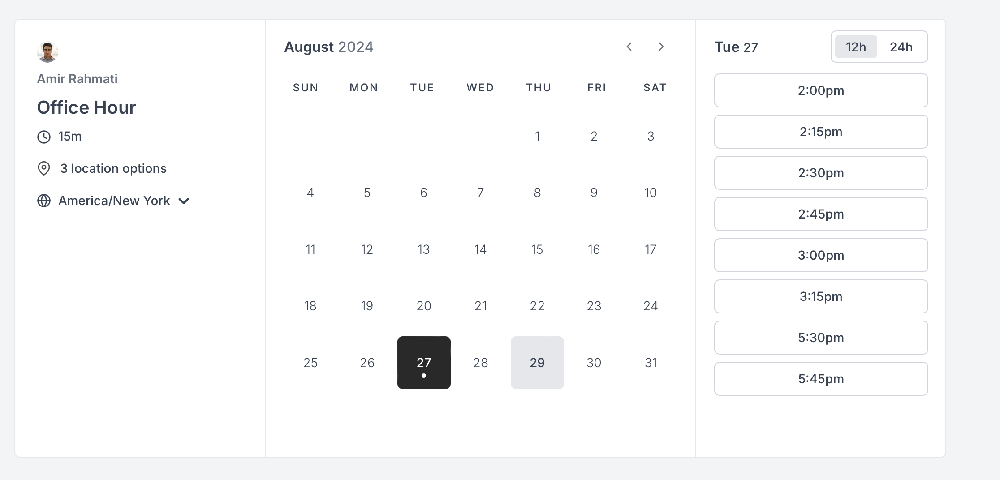 Amir Rahmati
Office Hour
15m
3 location options
America/New York
August 2024
SUN MON TUE WED THU FRI SAT
1 2 3
4 5 6 7 8 9 10
11 12 13 14 15 16 17
18 19 20 21 22 23 24
25 26 27 28 29 30 31
Tue 27
12h 24h
2:00pm
2:15pm
2:30pm
2:45pm
3:00pm
3:15pm
5:30pm
5:45pm